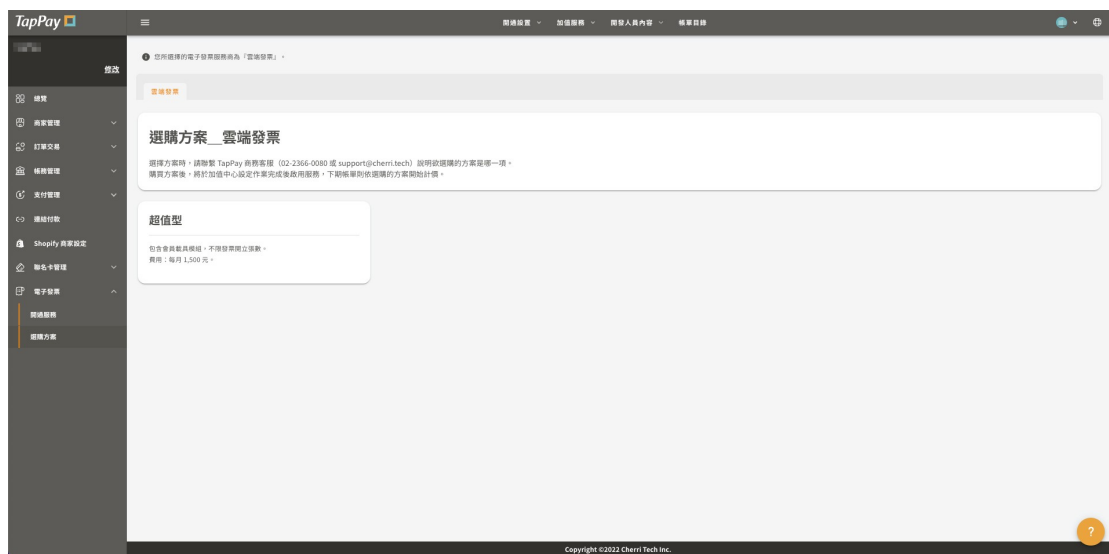 TapPay
開通設置
加值服務
開發人員內容
帳單目錄
修改
您所選擇的電子發票服務商為「雲端發票」。
雲端發票
總覽
商家管理
訂單交易
帳務管理
支付管理
連結付款
Shopify 商家設定
聯名卡管理
電子發票
開通服務
選購方案
選購方案__雲端發票
選擇方案時，請聯繫 TapPay 商務客服（02-2366-0080 或 support@cherri.tech）說明欲選購的方案是哪一項。
購買方案後，將於加值中心設定作業完成後啟用服務，下期帳單則依選購的方案開始計價。
超值型
包含會員載具模組，不限發票開立張數。
費用：每月 1,500 元。
?
Copyright ©2022 Cherri Tech Inc.